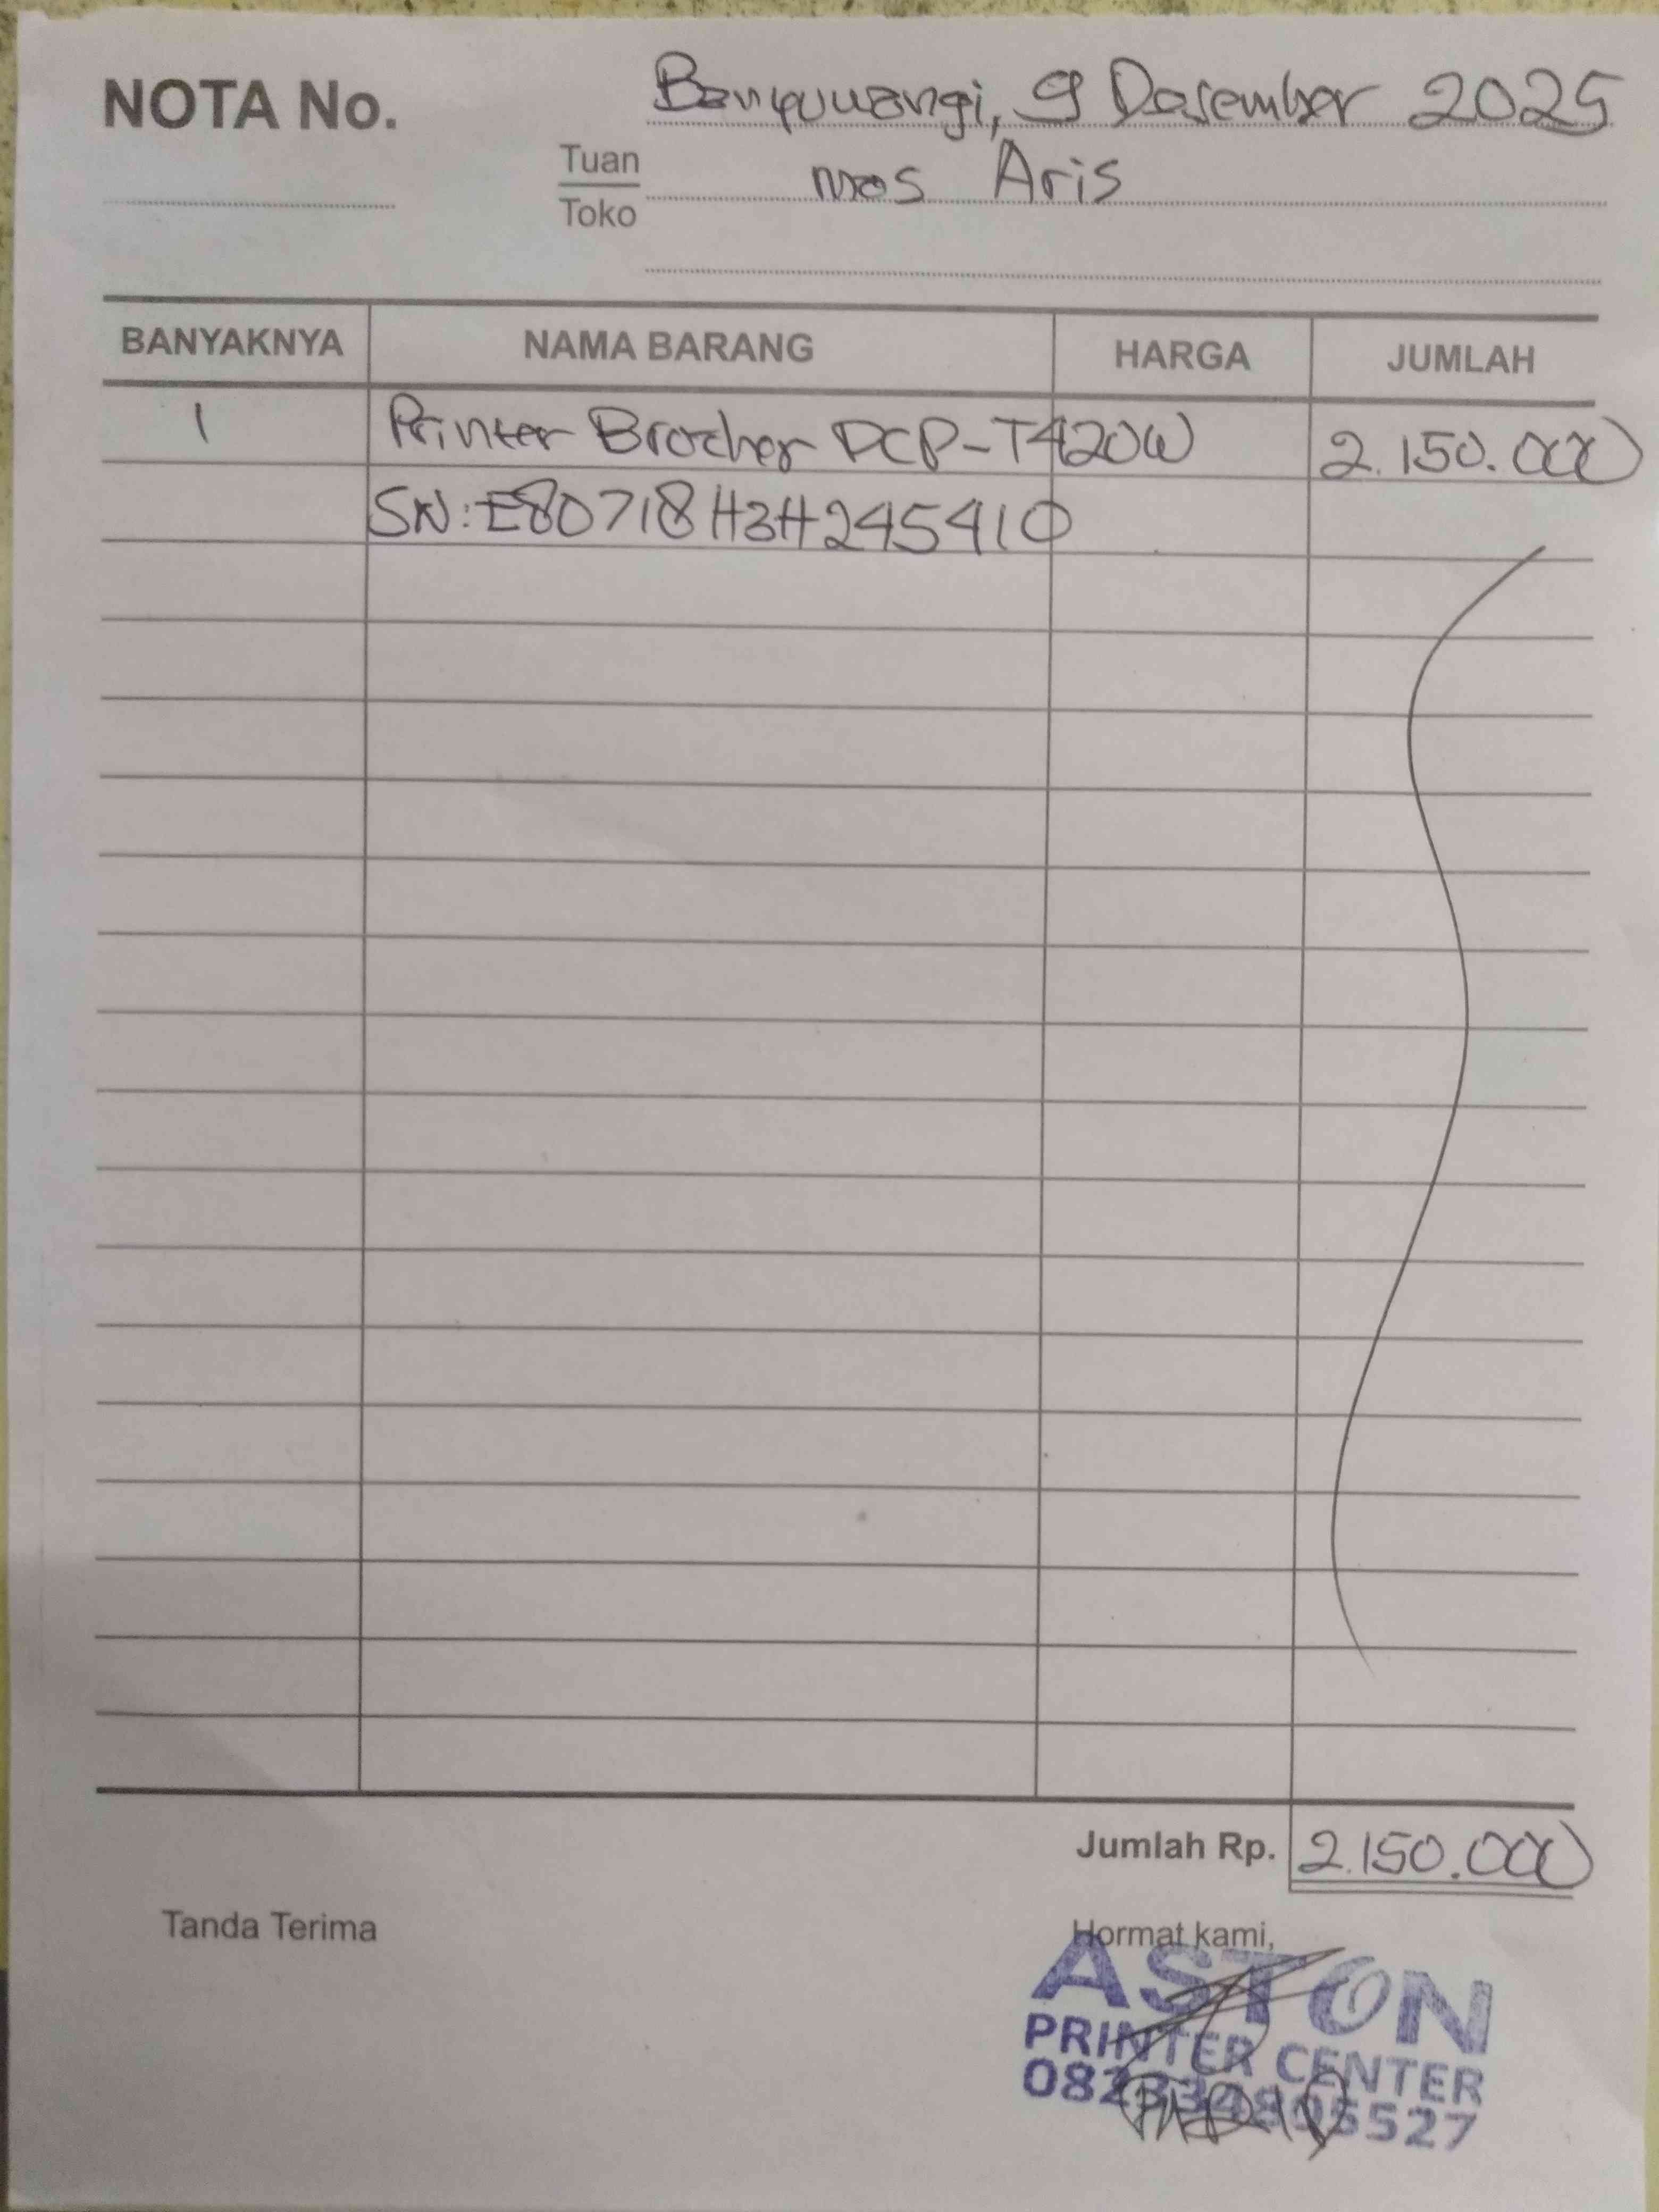 NOTA No.
Banyuwangi, 9 Desember 2025
Tuan
Toko
mas Aris
BANYAKNYA NAMA BARANG HARGA JUMLAH
1 Printer Brother DCP-T420W 2.150.000
SN: E80718H3H245410
Jumlah Rp. 2.150.000
Tanda Terima
Hormat kami,
ASTON
PRINTER CENTER